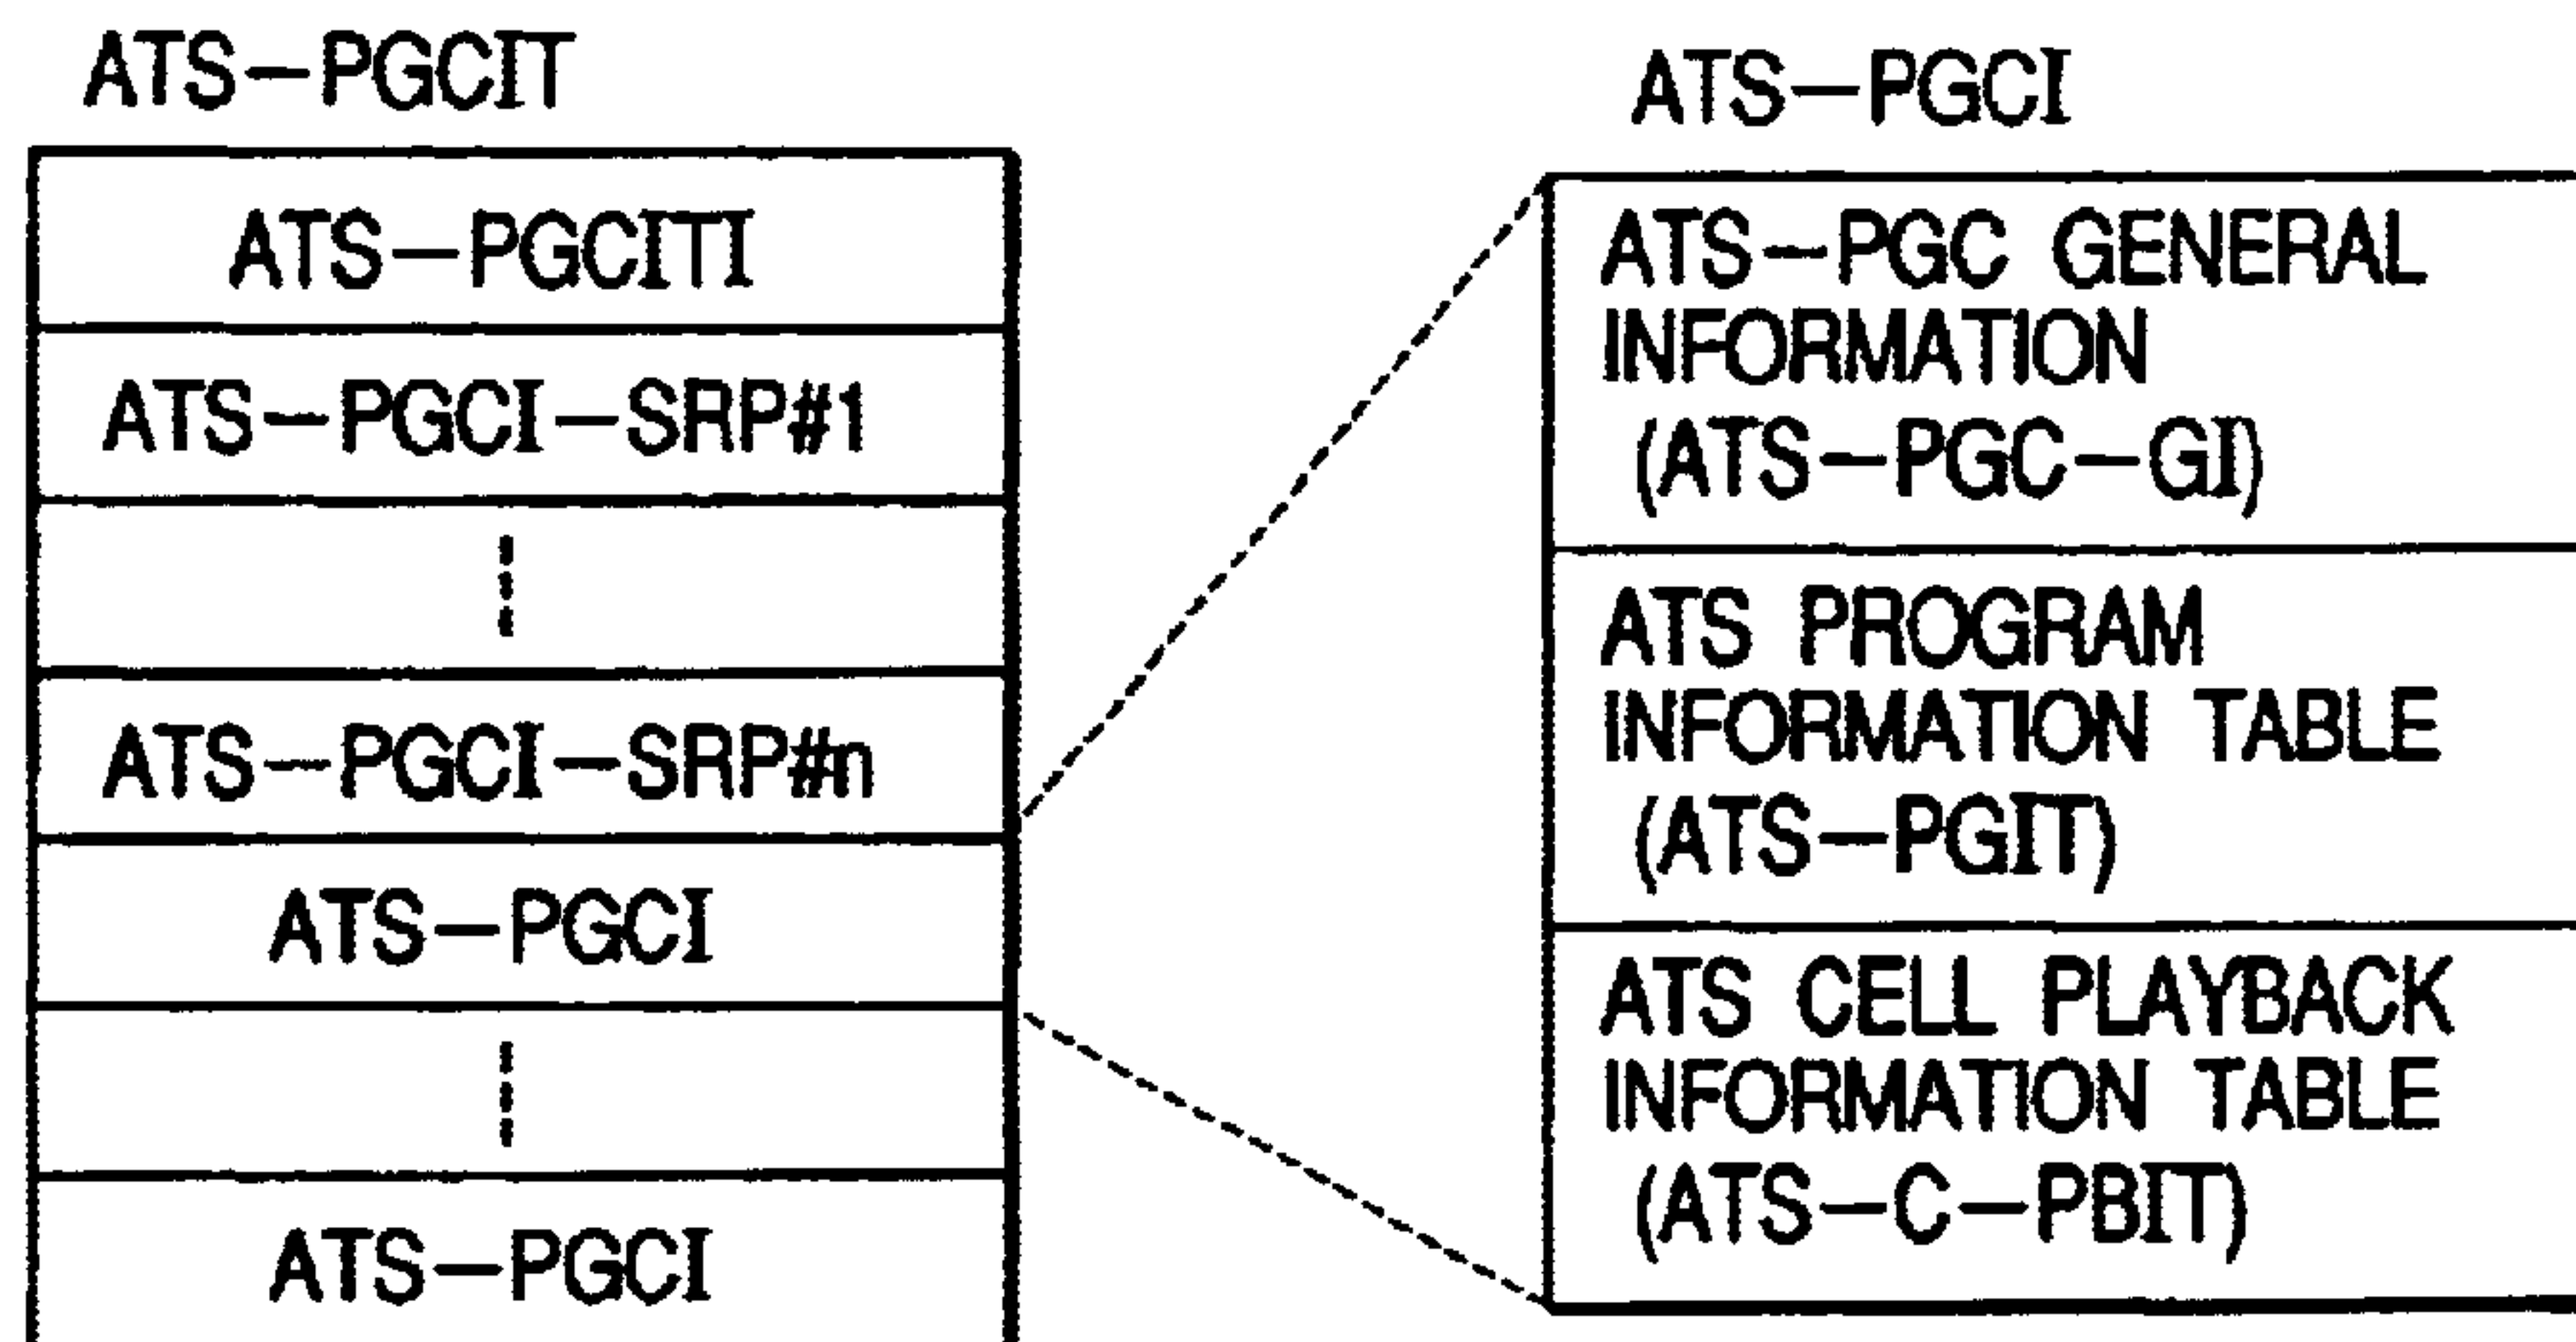 ATS-PGCIT
ATS-PGCITI
ATS-PGCI-SRP#1
ATS-PGCI-SRP#n
ATS-PGCI
ATS-PGCI
ATS-PGCI
ATS-PGC GENERAL
INFORMATION
(ATS-PGC-GI)
ATS PROGRAM
INFORMATION TABLE
(ATS-PGIT)
ATS CELL PLAYBACK
INFORMATION TABLE
(ATS-C-PBIT)